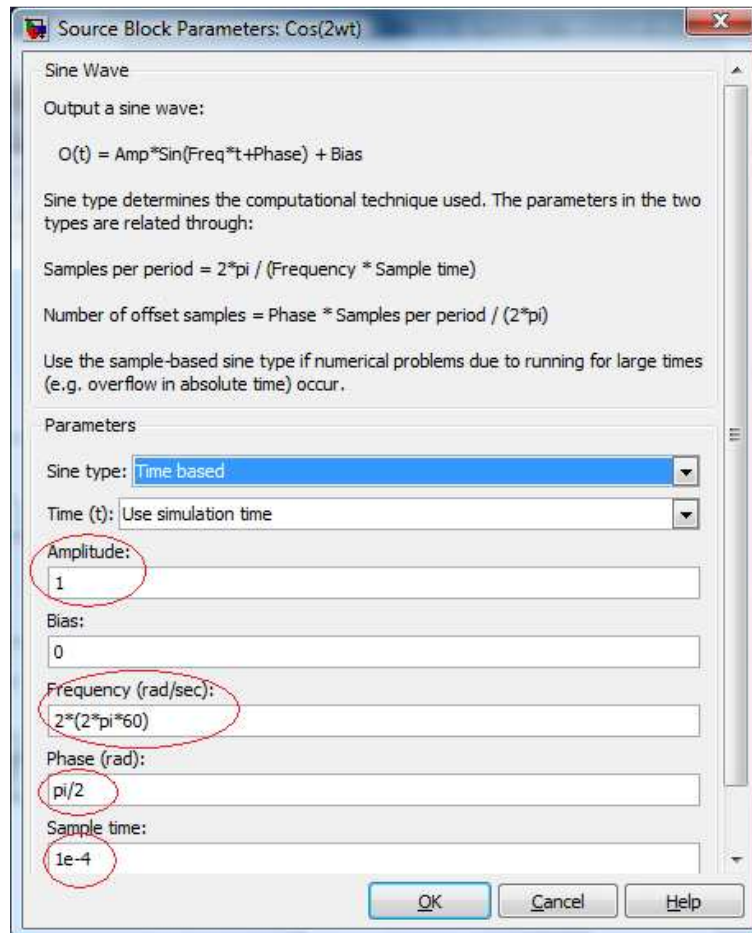 Source Block Parameters: Cos(2wt)
Sine Wave
Output a sine wave:
O(t) = Amp*Sin(Freq*t+Phase) + Bias
Sine type determines the computational technique used. The parameters in the two
types are related through:
Samples per period = 2*pi / (Frequency * Sample time)
Number of offset samples = Phase * Samples per period / (2*pi)
Use the sample-based sine type if numerical problems due to running for large times
(e.g. overflow in absolute time) occur.
Parameters
Sine type: Time based
Time (t): Use simulation time
Amplitude:
1
Bias:
0
Frequency (rad/sec):
2*(2*pi*60)
Phase (rad):
pi/2
Sample time:
1e-4
OK Cancel Help